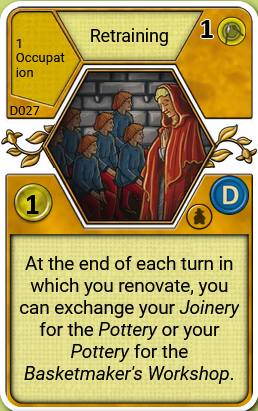 1
Occupat
ion
Retraining
1
D027
1
D
At the end of each turn in
which you renovate, you
can exchange your Joinery
for the Pottery or your
Pottery for the
Basketmaker's Workshop.